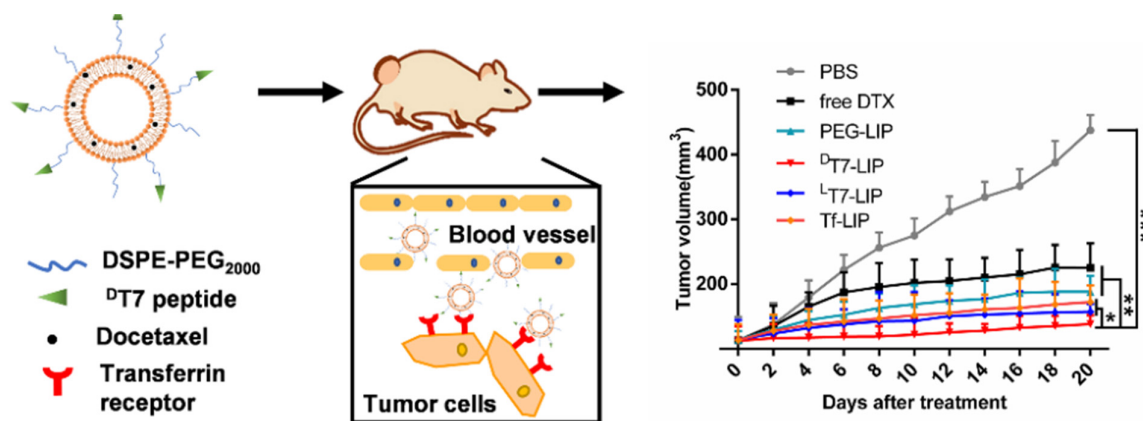 DSPE-PEG2000
DT7 peptide
Docetaxel
Transferrin
receptor
Blood vessel
Tumor cells
PBS
free DTX
PEG-LIP
DT7-LIP
LT7-LIP
Tf-LIP
Tumor volume(mm3)
500
400
300
200
0 2 4 6 8 10 12 14 16 18 20
Days after treatment
*
**
***